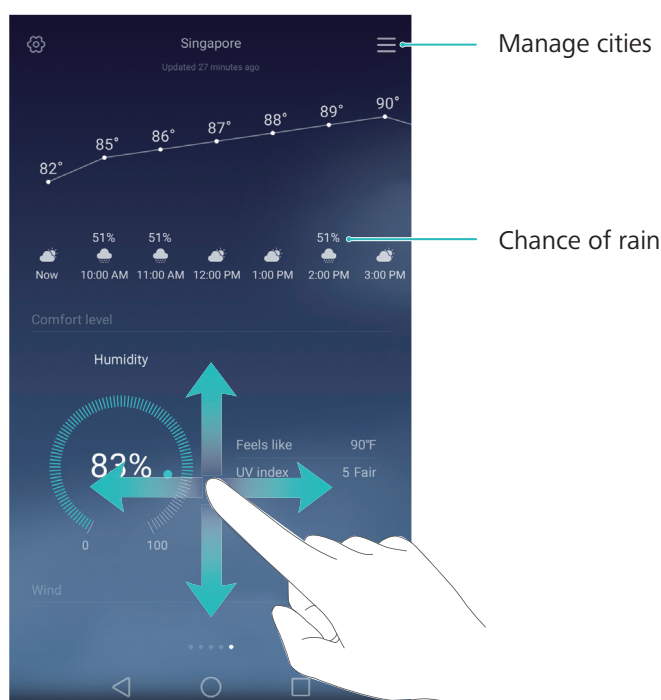 Singapore
Manage cities
Updated 27 minutes ago
82° 85° 86° 87° 88° 89° 90°
51% 51% 51%
Chance of rain
Now 10:00 AM 11:00 AM 12:00 PM 1:00 PM 2:00 PM 3:00 PM
Comfort level
Humidity
83%
0 100
Feels like 90°F
UV index 5 Fair
Wind